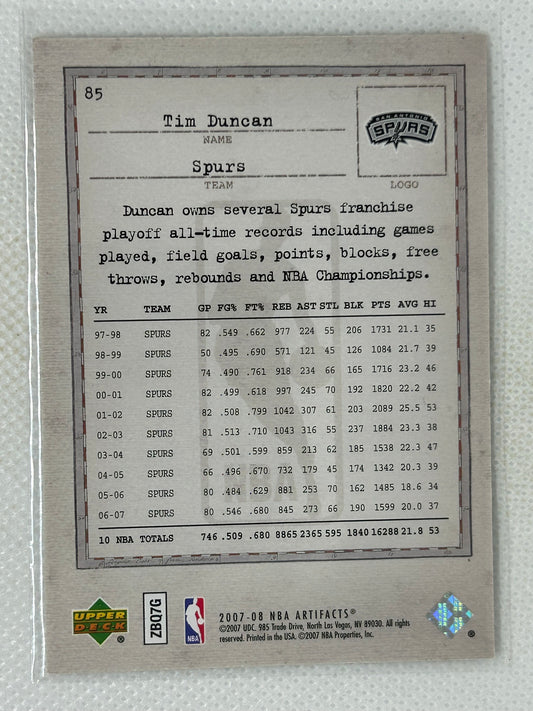 85
Tim Duncan
NAME
SAN ANTONIO
SPURS
Spurs
TEAM
LOGO
Duncan owns several Spurs franchise
playoff all-time records including games
played, field goals, points, blocks, free
throws, rebounds and NBA Championships.
YR TEAM GP FG% FT% REB AST STL BLK PTS AVG HI
97-98 SPURS 82 .549 .662 977 224 55 206 1731 21.1 35
98-99 SPURS 50 .495 .690 571 121 45 126 1084 21.7 39
99-00 SPURS 74 .490 .761 918 234 66 165 1716 23.2 46
00-01 SPURS 82 .499 .618 997 245 70 192 1820 22.2 42
01-02 SPURS 82 .508 .799 1042 307 61 203 2089 25.5 53
02-03 SPURS 81 .513 .710 1043 316 55 237 1884 23.3 38
03-04 SPURS 69 .501 .599 859 213 62 185 1538 22.3 47
04-05 SPURS 66 .496 .670 732 179 45 174 1342 20.3 39
05-06 SPURS 80 .484 .629 881 253 70 162 1485 18.6 34
06-07 SPURS 80 .546 .680 845 273 66 190 1599 20.0 37
10 NBA TOTALS 746 .509 .680 8865 2365 595 1840 16288 21.8 53
UPPER
DECK
®
ZBQ7G
NBA
2007-08 NBA ARTIFACTS®
©2007 UDC. 985 Trade Drive, North Las Vegas, NV 89030. All rights
reserved. Printed in the USA. ©2007 NBA Properties, Inc.
®